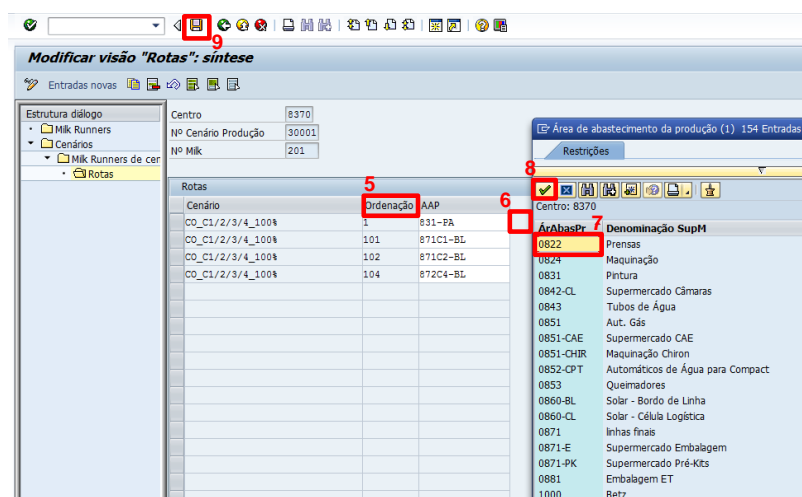 9
Modificar visão "Rotas": síntese
Entradas novas
Estrutura diálogo
Milk Runners
Cenários
Milk Runners de cer
Rotas
Centro 8370
Nº Cenário Produção 30001
Nº Milk 201
Rotas
5
Cenário Ordenação AAP
6
CO_C1/2/3/4_100% 1 831-PA
CO_C1/2/3/4_100% 101 871C1-BL
CO_C1/2/3/4_100% 102 871C2-BL
CO_C1/2/3/4_100% 104 872C4-BL
Área de abastecimento da produção (1) 154 Entradas
Restrições
8
Centro: 8370
7
ÁrAbasPr Denominação SupM
0822 Prensas
0824 Maquinação
0831 Pintura
0842-CL Supermercado Câmaras
0843 Tubos de Água
0851 Aut. Gás
0851-CAE Supermercado CAE
0851-CHIR Maquinação Chiron
0852-CPT Automáticos de Água para Compact
0853 Queimadores
0860-BL Solar - Bordo de Linha
0860-CL Solar - Célula Logística
0871 linhas finais
0871-E Supermercado Embalagem
0871-PK Supermercado Pré-Kits
0881 Embalagem ET
1000 Betz